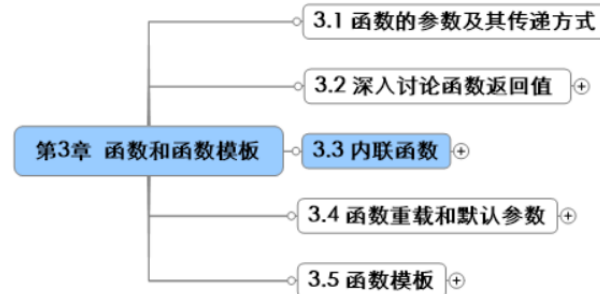 3.1 函数的参数及其传递方式
3.2 深入讨论函数返回值
第3章 函数和函数模板
3.3 内联函数
3.4 函数重载和默认参数
3.5 函数模板